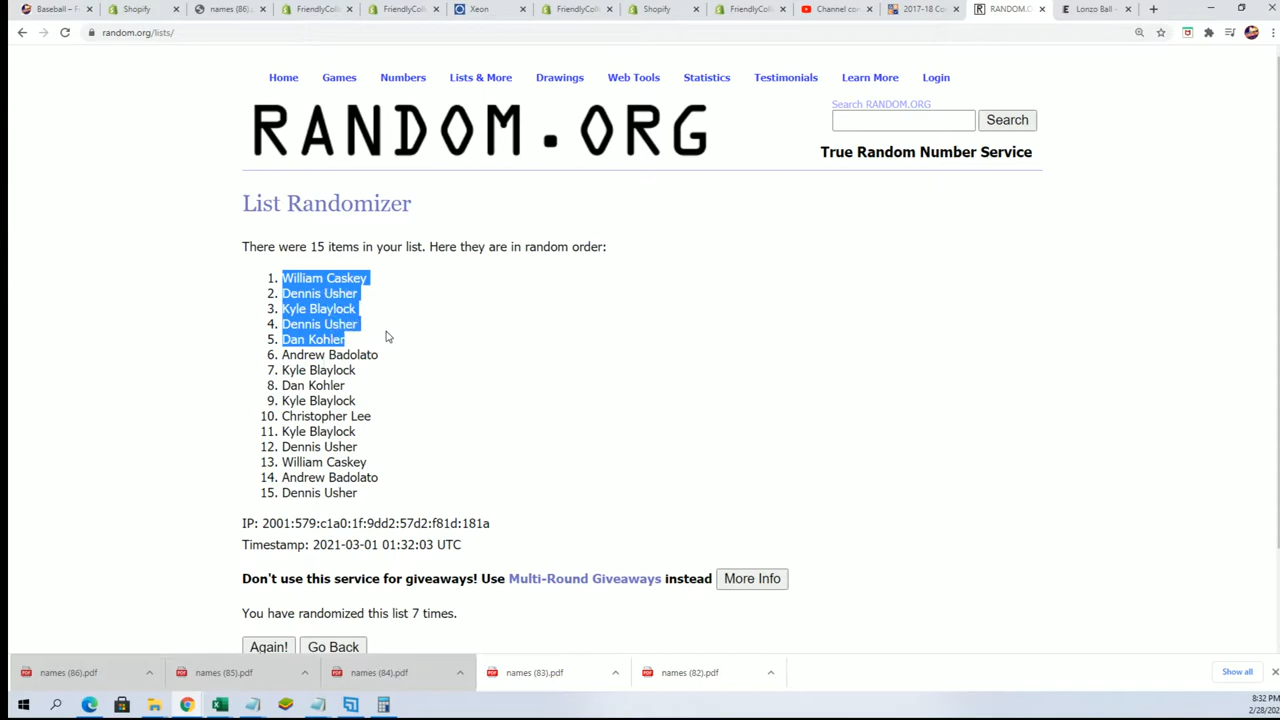 Baseball – F
Shopify
names (86).
FriendlyColle
FriendlyColle
Xeon
FriendlyColle
Shopify
FriendlyColle
Channel con
2017-18 Co
RANDOM.O
Lonzo Ball -
random.org/lists/
Home Games Numbers Lists & More Drawings Web Tools Statistics Testimonials Learn More Login
RANDOM.ORG
Search RANDOM.ORG
Search
True Random Number Service
List Randomizer
There were 15 items in your list. Here they are in random order:
1. William Caskey
2. Dennis Usher
3. Kyle Blaylock
4. Dennis Usher
5. Dan Kohler
6. Andrew Badolato
7. Kyle Blaylock
8. Dan Kohler
9. Kyle Blaylock
10. Christopher Lee
11. Kyle Blaylock
12. Dennis Usher
13. William Caskey
14. Andrew Badolato
15. Dennis Usher
IP: 2001:579:c1a0:1f:9dd2:57d2:f81d:181a
Timestamp: 2021-03-01 01:32:03 UTC
Don't use this service for giveaways! Use Multi-Round Giveaways instead More Info
You have randomized this list 7 times.
Again! Go Back
names (86).pdf
names (85).pdf
names (84).pdf
names (83).pdf
names (82).pdf
Show all
8:32 PM
2/28/202